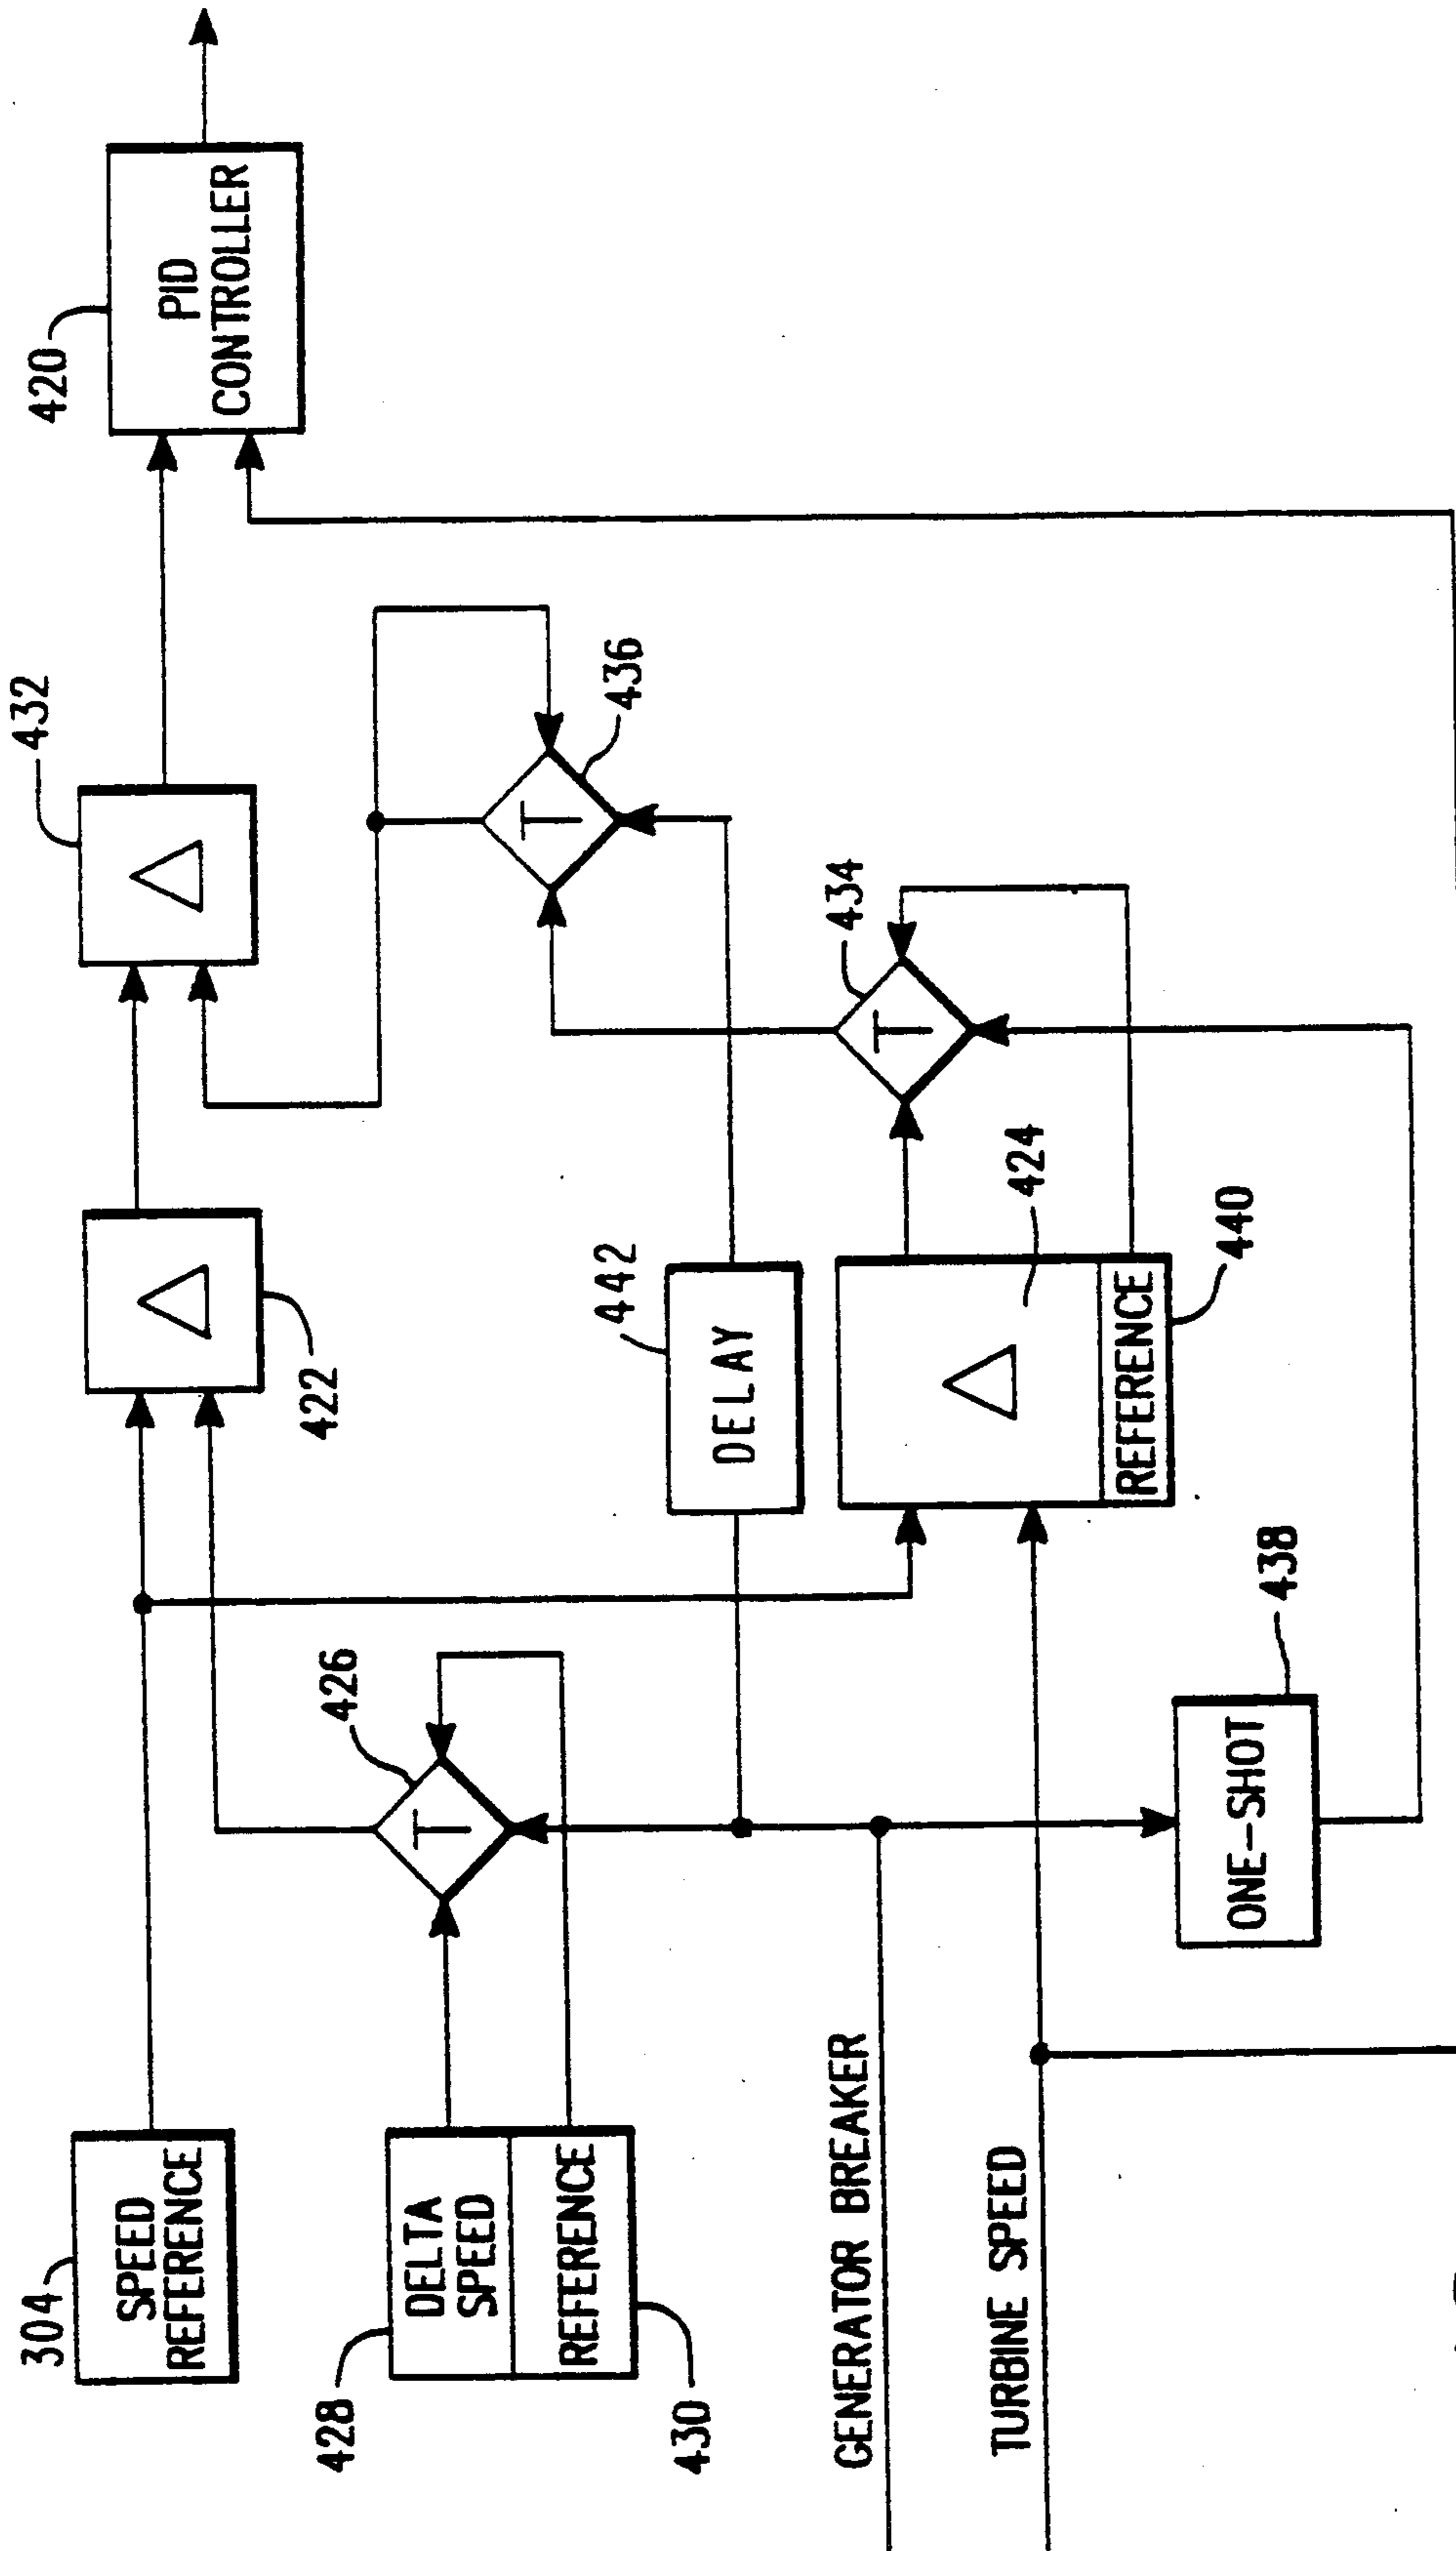 304
SPEED
REFERENCE
428
DELTA
SPEED
REFERENCE
430
GENERATOR BREAKER
TURBINE SPEED
T
426
ONE-SHOT
438
△
422
DELAY
442
△
424
REFERENCE
440
T
434
△
432
T
436
420
PID
CONTROLLER